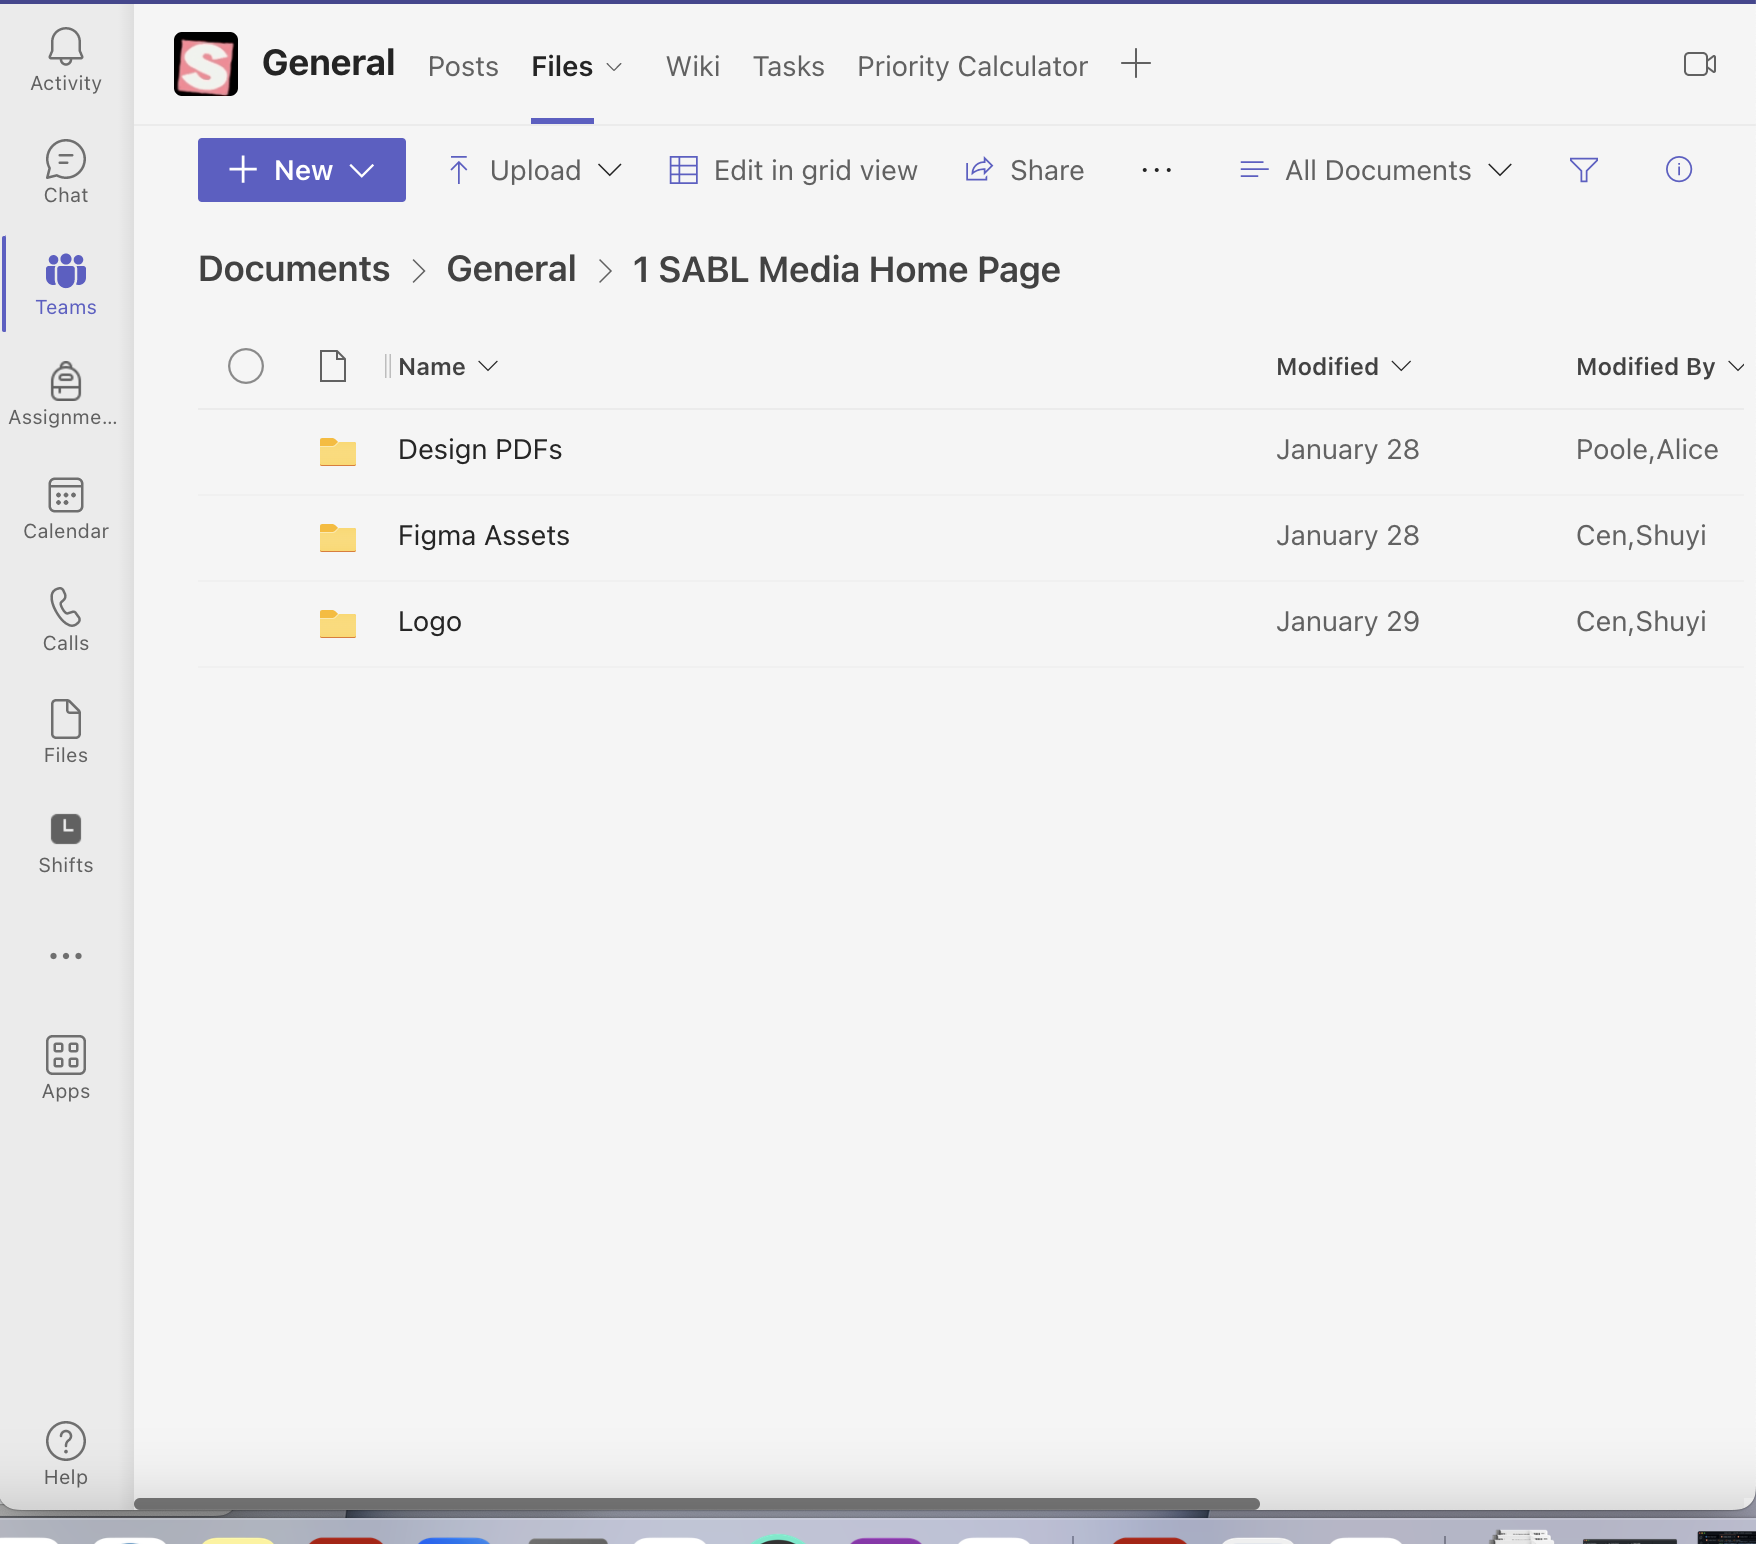 Activity
Chat
Teams
Assignme...
Calendar
Calls
Files
Shifts
Apps
Help
S
General Posts Files Wiki Tasks Priority Calculator
New Upload Edit in grid view Share All Documents
Documents > General > 1 SABL Media Home Page
Name Modified Modified By
Design PDFs January 28 Poole,Alice
Figma Assets January 28 Cen,Shuyi
Logo January 29 Cen,Shuyi